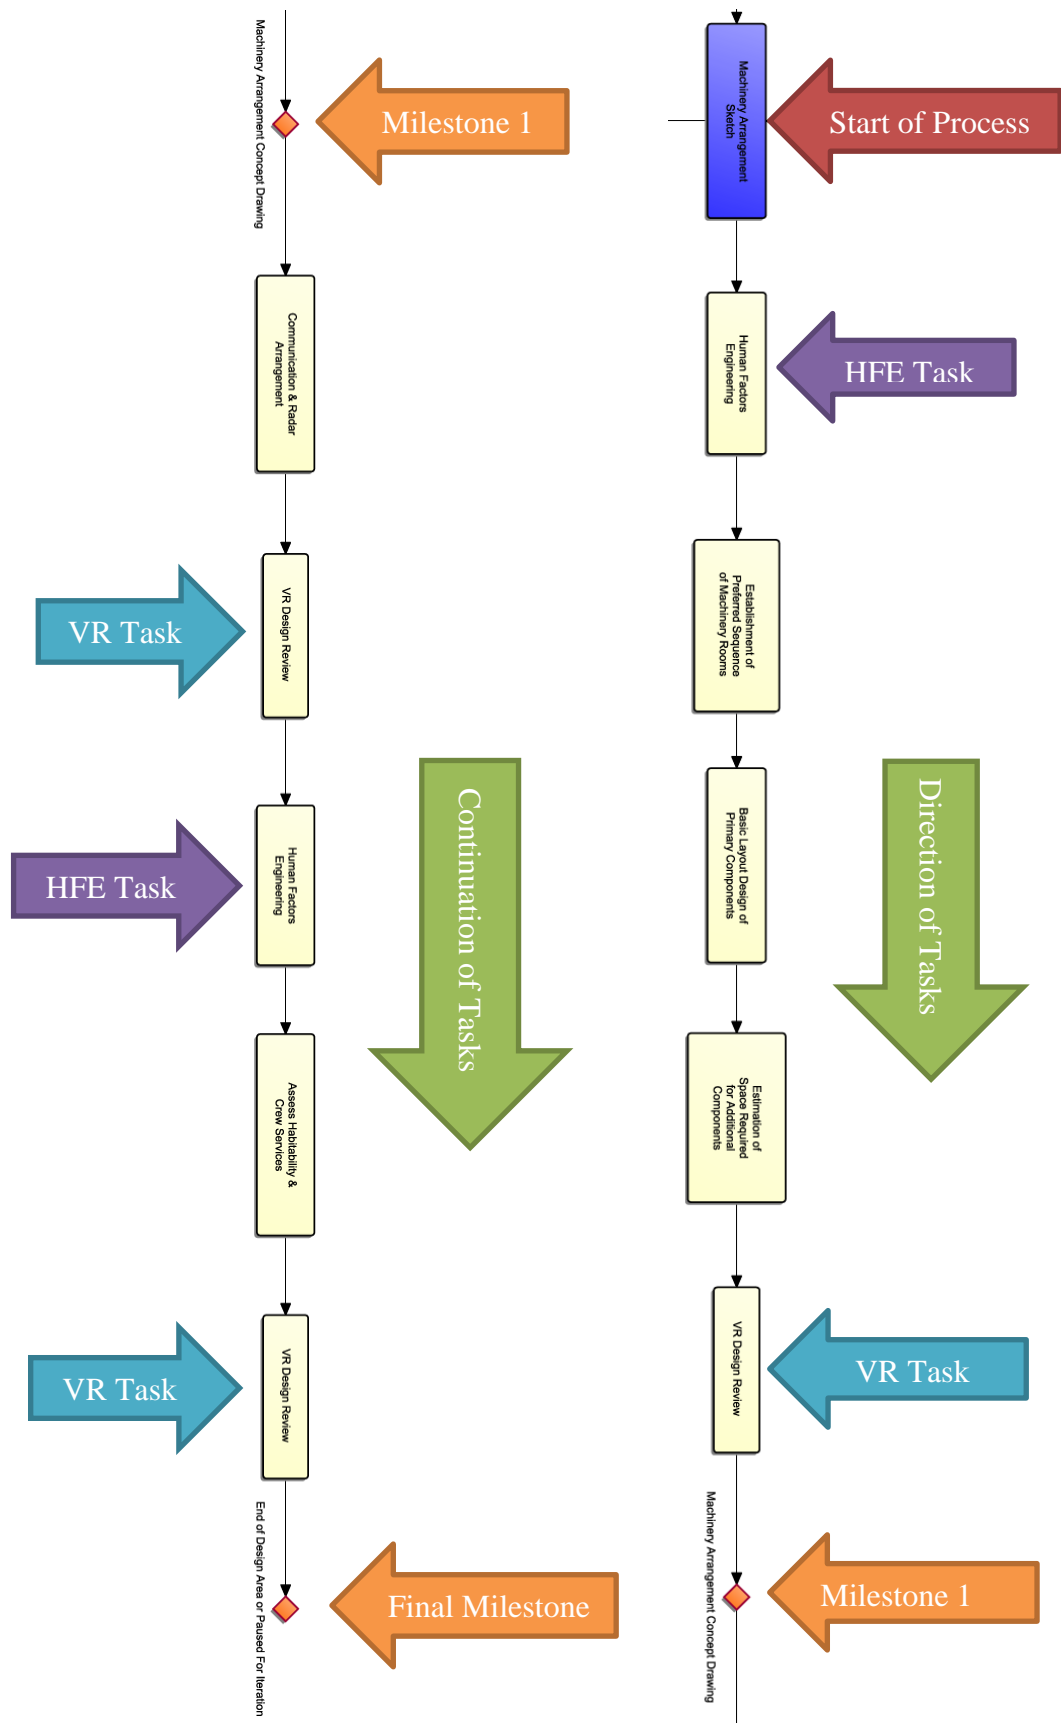 Start of Process
Machinery Arrangement
Sketch
HFE Task
Human Factors
Engineering
Establishment of
Preferred Sequence
of Machinery Rooms
Direction of Tasks
Basic Layout Design of
Primary Components
Estimation of
Space Required
for Additional
Components
VR Task
VR Design Review
Milestone 1
Machinery Arrangement Concept Drawing
Milestone 1
Machinery Arrangement Concept Drawing
Communication & Radar
Arrangement
VR Task
VR Design Review
Continuation of Tasks
HFE Task
Human Factors
Engineering
Assess Habitability &
Crew Services
VR Task
VR Design Review
Final Milestone
End of Design Area or Paused For Iteration